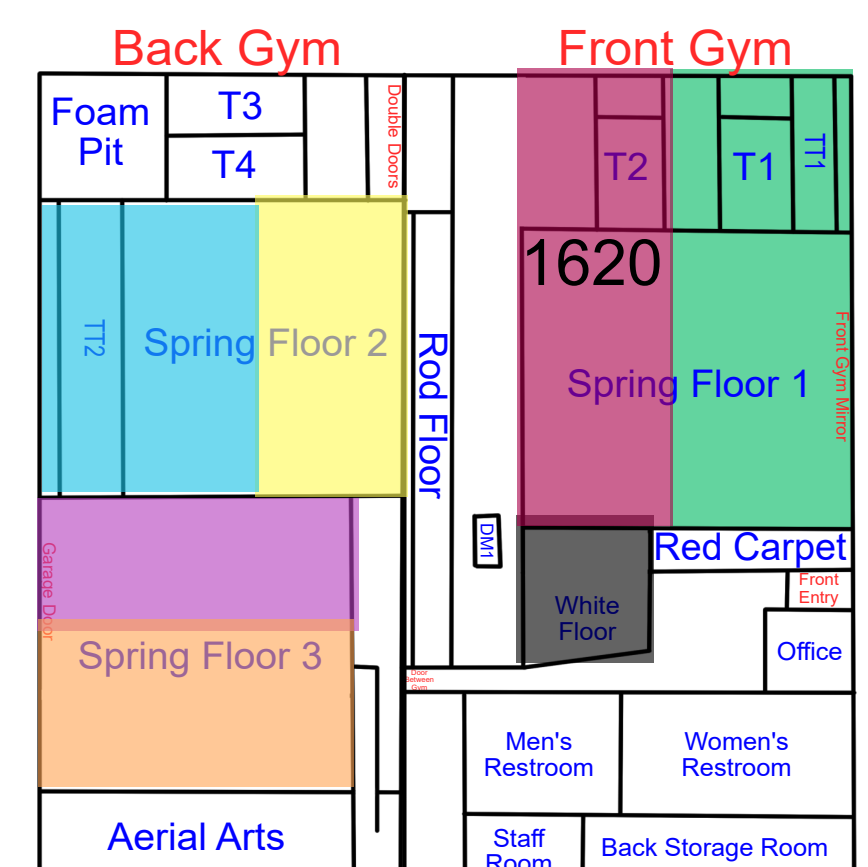 Back Gym
Front Gym
Foam
Pit
T3
T4
Double Doors
T2
T1
TT1
1620
TT2
Spring Floor 2
Rod Floor
Spring Floor 1
Front Gym Mirror
DM1
Red Carpet
Garage Door
White
Floor
Front
Entry
Spring Floor 3
Office
Door
Between
Gym
Men's
Restroom
Women's
Restroom
Aerial Arts
Staff
Room
Back Storage Room